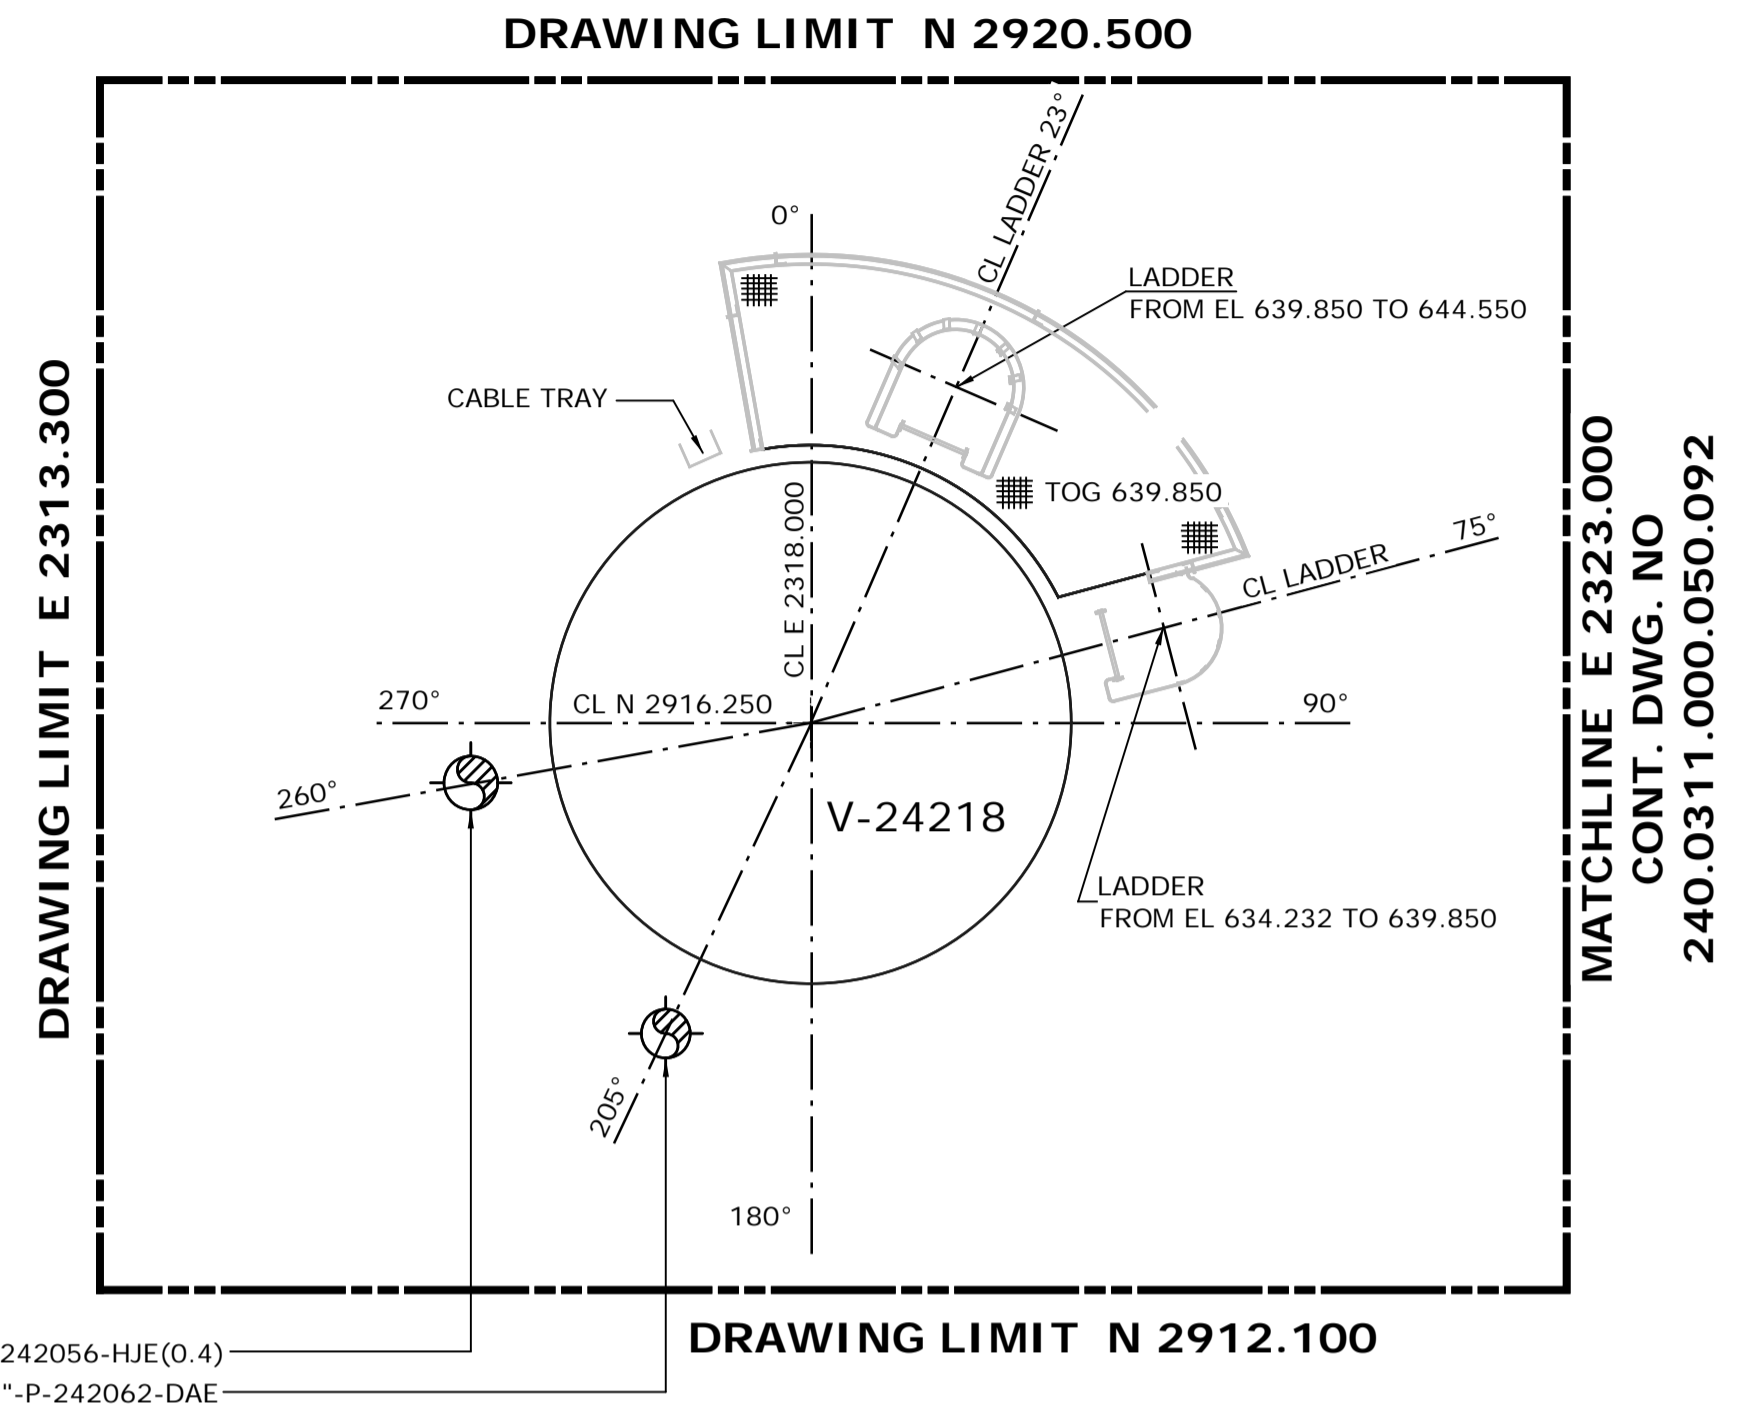 DRAWING LIMIT N 2920.500
CL LADDER 23°
0°
LADDER
FROM EL 639.850 TO 644.550
CABLE TRAY
DRAWING LIMIT E 2313.300
TOG 639.850
CL E 2318.000
75°
CL LADDER
MATCHLINE E 2323.000
CONT. DWG. NO
240.0311.000.050.092
270°
CL N 2916.250
90°
260°
V-24218
LADDER
FROM EL 634.232 TO 639.850
205°
180°
DRAWING LIMIT N 2912.100
242056-HJE(0.4)
"-P-242062-DAE